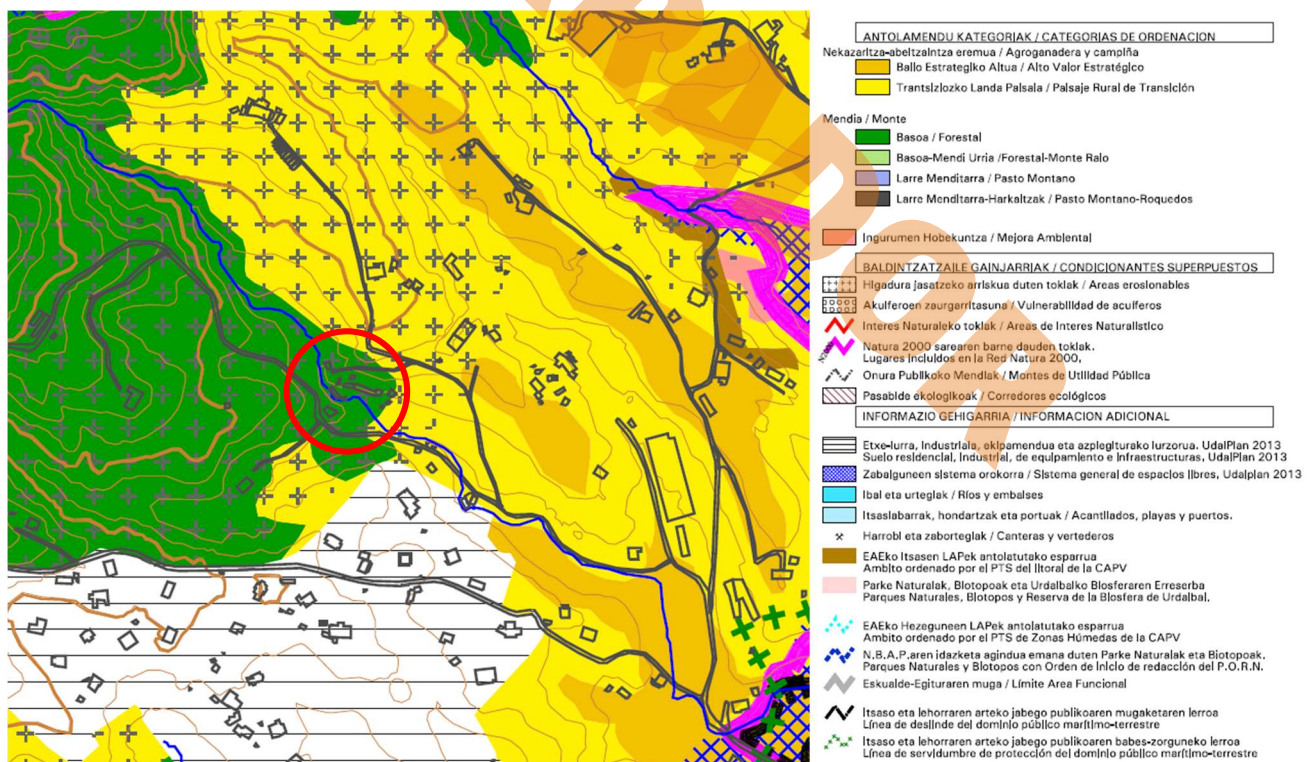 ANTOLAMENDU KATEGORIAK / CATEGORIAS DE ORDENACION
Nekazaritza-abeltzaintza eremua / Agroganadera y campiña
Balio Estrategiko Altua / Alto Valor Estratégico
Trantsiziozko Landa Paisaia / Paisaje Rural de Transición
Mendia / Monte
Basoa / Forestal
Basoa-Mendi Urria /Forestal-Monte Ralo
Larre Menditarra / Pasto Montano
Larre Menditarra-Harkaitzak / Pasto Montano-Roquedos
Ingurumen Hobekuntza / Mejora Ambiental
BALDINTZATZAILE GAINJARRIAK / CONDICIONANTES SUPERPUESTOS
Higadura jasatzeko arriskua duten tokiak / Areas erosionables
Akuiferoen zaurgarritasuna / Vulnerabilidad de acuíferos
Interes Naturaleko tokiak / Areas de Interes Naturalistico
Natura 2000 sarearen barne dauden tokiak.
Lugares incluidos en la Red Natura 2000,
Onura Publikoko Mendiak / Montes de Utilidad Pública
Pasabide ekologikoak / Corredores ecológicos
INFORMAZIO GEHIGARRIA / INFORMACION ADICIONAL
Etxe-lurra, Industriala, ekipamendua eta azpiegiturako lurzorua. UdalPlan 2013
Suelo residencial, Industrial, de equipamiento e Infraestructuras, UdalPlan 2013
Zabalguneen sistema orokorra / Sistema general de espacios libres, Udalplan 2013
Ibai eta urtegiak / Ríos y embalses
Itsaslabarrak, hondartzak eta portuak / Acantilados, playas y puertos.
Harrobi eta zabortegiak / Canteras y vertederos
EAEko Itsasen LAPek antolatutako esparrua
Ambito ordenado por el PTS del litoral de la CAPV
Parke Naturalak, Biotopoak eta Urdaibaiko Biosferaren Erreserba
Parques Naturales, Biotopos y Reserva de la Biosfera de Urdaibai.
EAEko Hezeguneen LAPek antolatutako esparrua
Ambito ordenado por el PTS de Zonas Húmedas de la CAPV
N.B.A.P.aren idazketa agindua emana duten Parke Naturalak eta Biotopoak.
Parques Naturales y Biotopos con Orden de Inicio de redacción del P.O.R.N.
Eskualde-Egituraren muga / Límite Area Funcional
Itsaso eta lehorraren arteko jabego publikoaren mugaketaren lerroa
Línea de deslinde del dominio público marítimo-terrestre
Itsaso eta lehorraren arteko jabego publikoaren babes-zorguneko lerroa
Línea de servidumbre de protección del dominio público marítimo-terrestre
ADOR